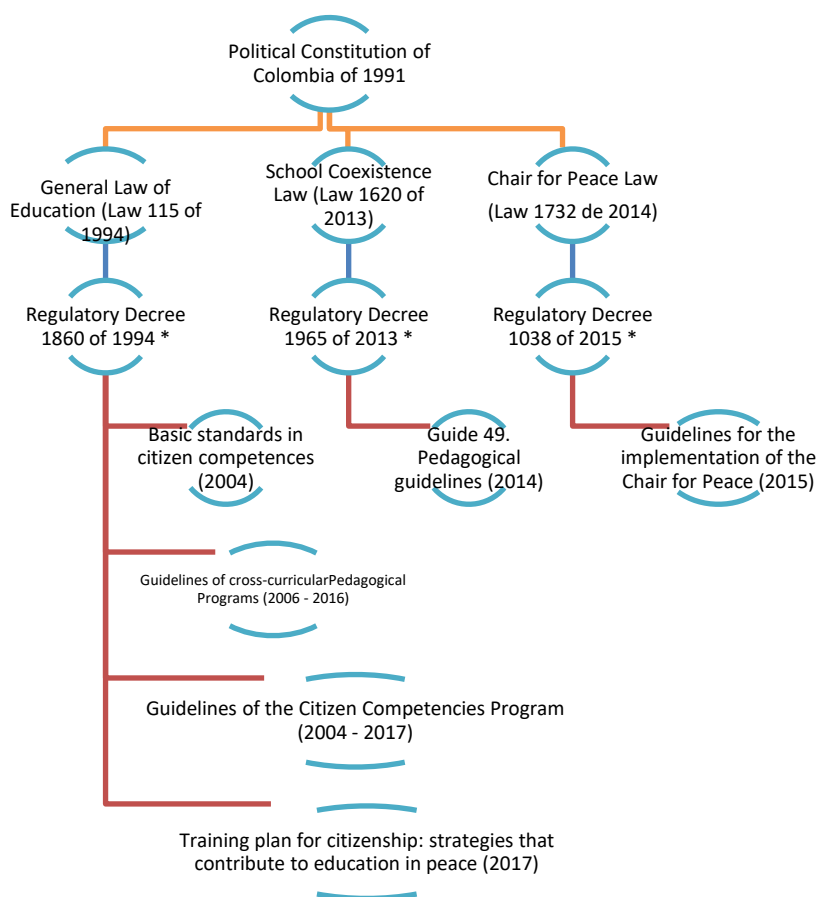 Political Constitution of
Colombia of 1991
General Law of
Education (Law 115 of
1994)
School Coexistence
Law (Law 1620 of
2013)
Chair for Peace Law
(Law 1732 de 2014)
Regulatory Decree
1860 of 1994 *
Regulatory Decree
1965 of 2013 *
Regulatory Decree
1038 of 2015 *
Basic standards in
citizen competences
(2004)
Guide 49.
Pedagogical
guidelines (2014)
Guidelines for the
implementation of the
Chair for Peace (2015)
Guidelines of cross-curricularPedagogical
Programs (2006 - 2016)
Guidelines of the Citizen Competencies Program
(2004 - 2017)
Training plan for citizenship: strategies that
contribute to education in peace (2017)